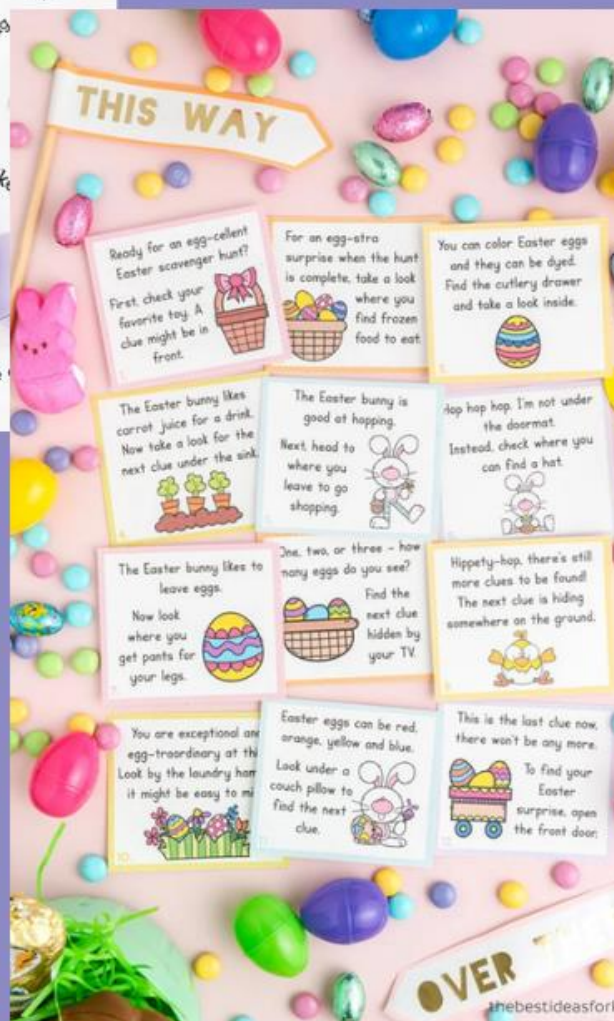 THIS WAY
Ready for an egg-cellent
Easter scavenger hunt?
First, check your
favorite toy. A
clue might be in
front.
For an egg-stra
surprise when the hunt
is complete, take a look
where you
find frozen
food to eat.
You can color Easter eggs
and they can be dyed.
Find the cutlery drawer
and take a look inside.
The Easter bunny likes
carrot juice for a drink.
Now take a look for the
next clue under the sink.
4
The Easter bunny is
good at hopping.
Next, head to
where you
leave to go
shopping.
hop hop, I'm not under
the doormat.
Instead, check where you
can find a hat.
The Easter bunny likes to
leave eggs.
Now look
where you
get pants for
your legs.
7
One, two, or three - how
many eggs do you see?
Find the
next clue
hidden by
your TV.
Hippety-hop, there's still
more clues to be found!
The next clue is hiding
somewhere on the ground.
9
You are exceptional and
egg-traordinary at
Look by the laundry
it might be easy to
10
Easter eggs can be red,
orange, yellow and blue.
Look under a
couch pillow to
find the next
clue.
11
This is the last clue now,
there won't be any more.
To find your
Easter
surprise, open
the front door.
12
OVER
thebestideasfork